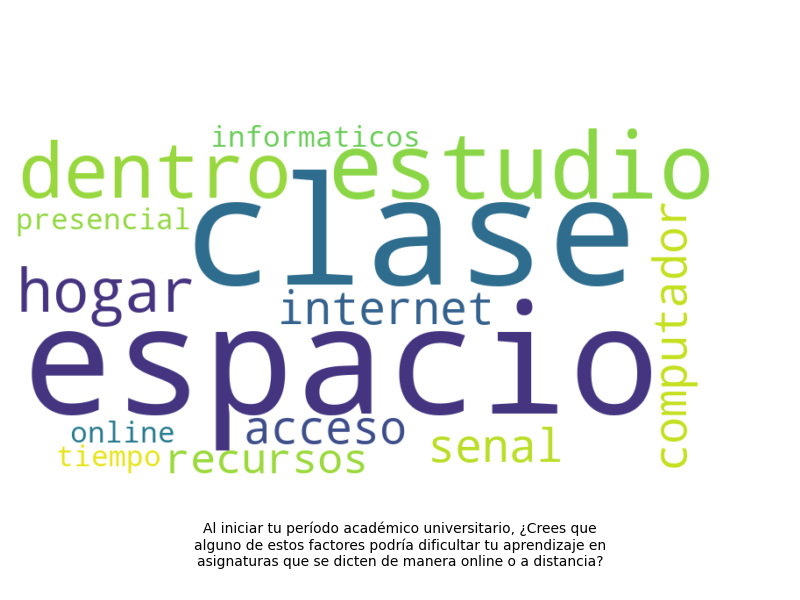 informaticos
dentro estudio
presencial
clase
computador
hogar
internet
espacio
online
acceso
senal
tiempo
recursos
Al iniciar tu período académico universitario, ¿Crees que
alguno de estos factores podría dificultar tu aprendizaje en
asignaturas que se dicten de manera online o a distancia?